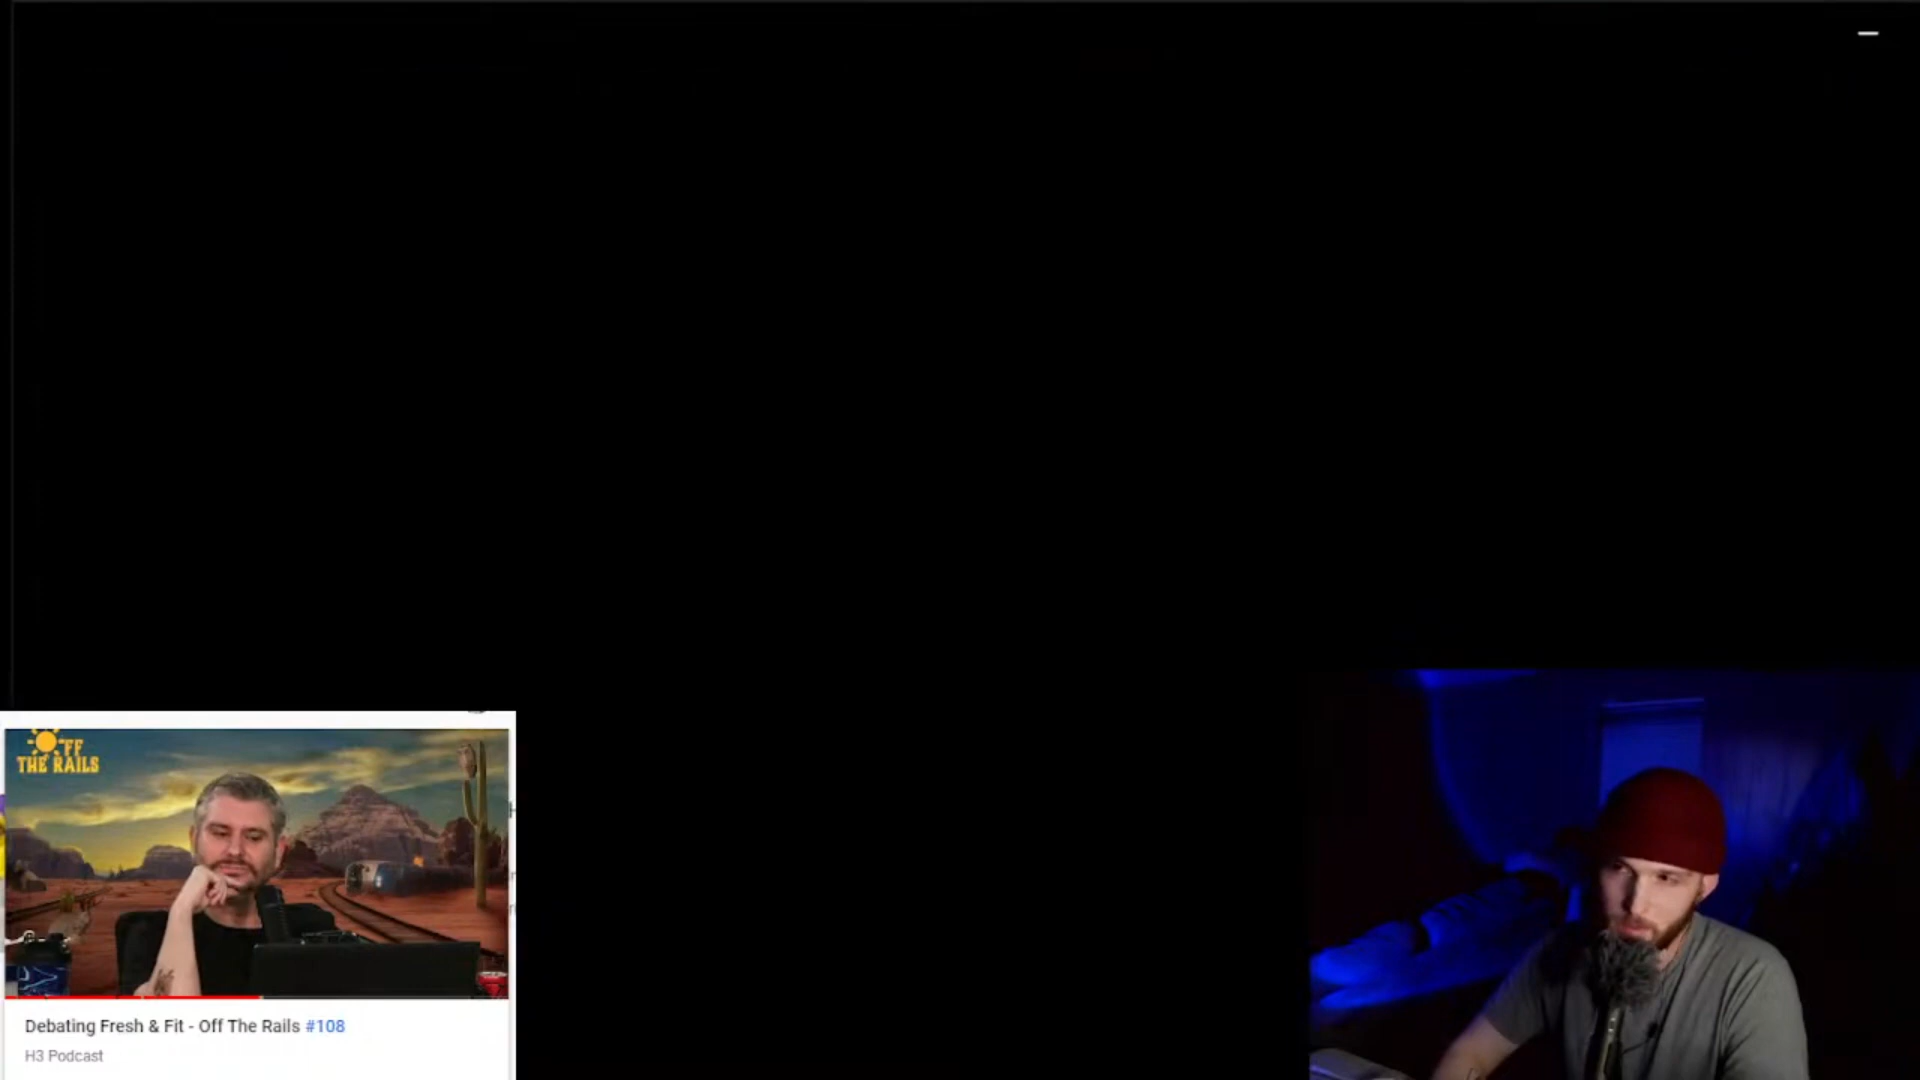 OFF
THE RAILS
Debating Fresh & Fit - Off The Rails #108
H3 Podcast